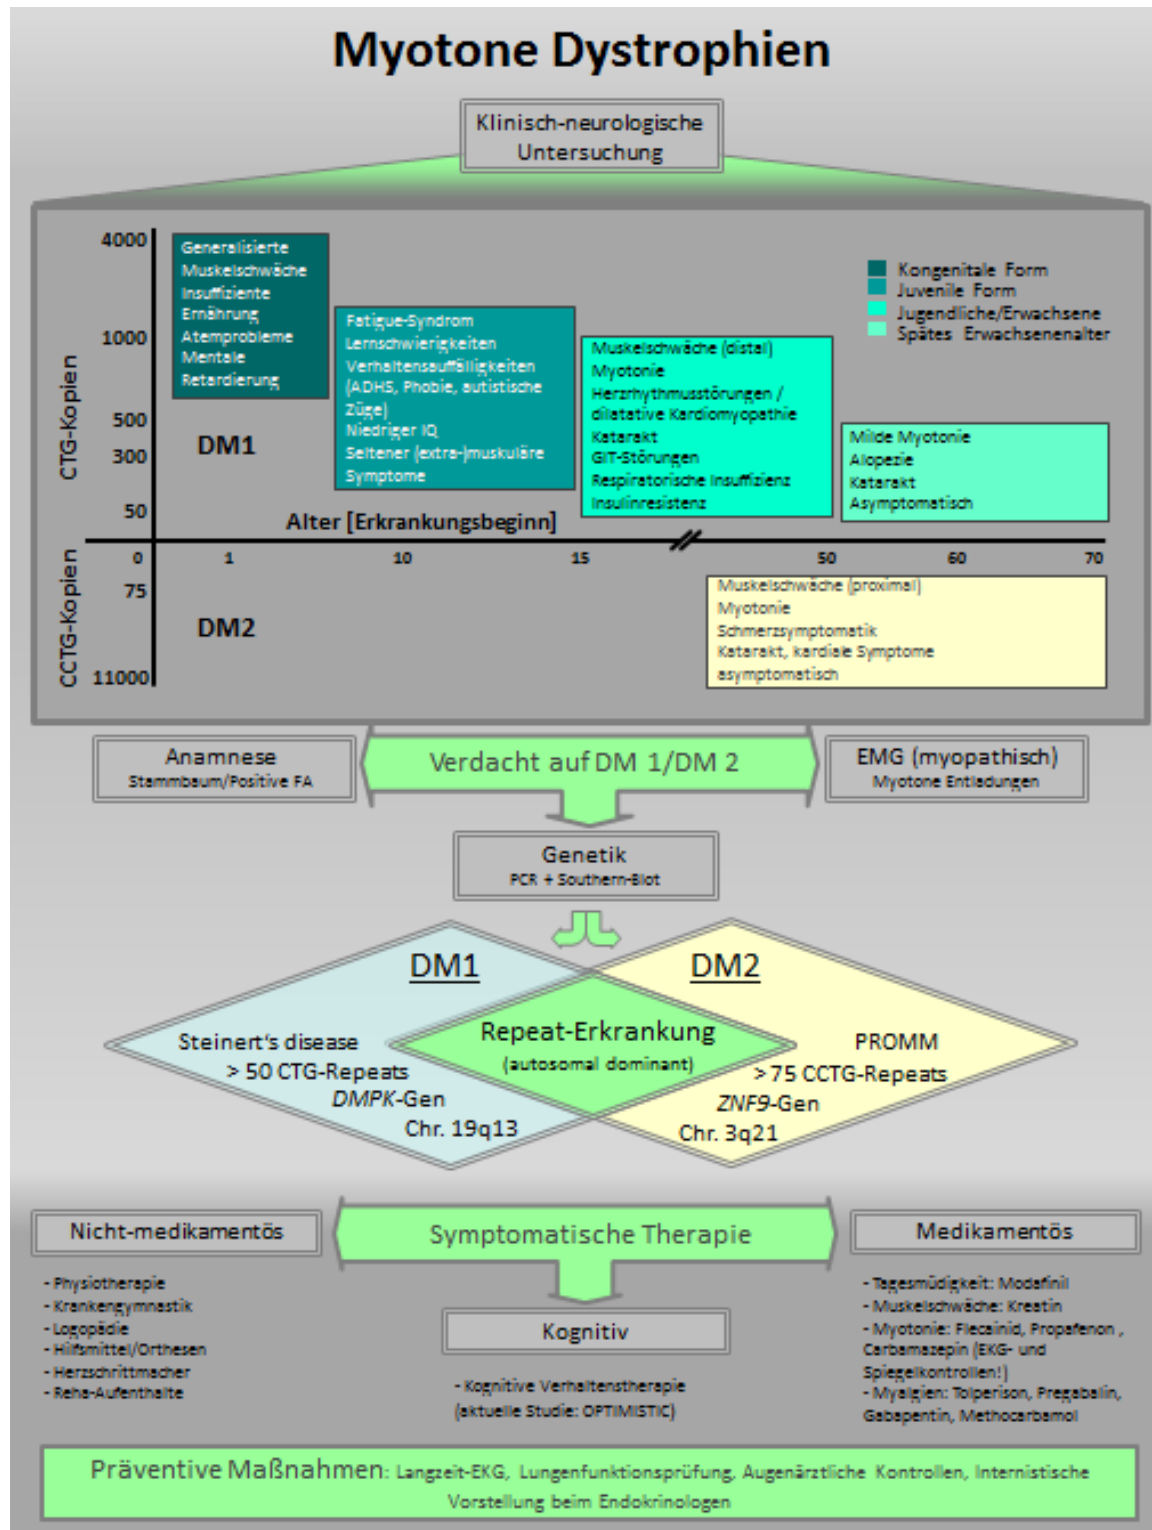 Myotone Dystrophien
Klinisch-neurologische
Untersuchung
4000
1000
500
300
50
CTG-Kopien
Generalisierte
Muskelschwäche
Insuffiziente
Ernährung
Atemprobleme
Mentale
Retardierung
Fatigue-Syndrom
Lernschwierigkeiten
Verhaltensauffälligkeiten
(ADHS, Phobie, autistische
Züge)
Niedriger IQ
Seltener (extra-)muskuläre
Symptome
Muskelschwäche (distal)
Myotonie
Herzrhythmusstörungen /
dilatative Kardiomyopathie
Katarakt
GIT-Störungen
Respiratorische Insuffizienz
Insulinresistenz
Kongenitale Form
Juvenile Form
Jugendliche/Erwachsene
Spätes Erwachsenenalter
Milde Myotonie
Alopezie
Katarakt
Asymptomatisch
DM1
Alter [Erkrankungsbeginn]
0 1 10 15 50 60 70
75
11000
CCTG-Kopien
DM2
Muskelschwäche (proximal)
Myotonie
Schmerzsymptomatik
Katarakt, kardiale Symptome
asymptomatisch
Anamnese
Stammbaum/Positive FA
Verdacht auf DM 1/DM 2
EMG (myopathisch)
Myotone Entladungen
Genetik
PCR + Southern-Blot
DM1
Steinert's disease
> 50 CTG-Repeats
DMPK-Gen
Chr. 19q13
Repeat-Erkrankung
(autosomal dominant)
DM2
PROMM
> 75 CCTG-Repeats
ZNF9-Gen
Chr. 3q21
Nicht-medikamentös
- Physiotherapie
- Krankengymnastik
- Logopädie
- Hilfsmittel/Orthesen
- Herzschrittmacher
- Reha-Aufenthalte
Symptomatische Therapie
Kognitiv
- Kognitive Verhaltenstherapie
(aktuelle Studie: OPTIMISTIC)
Medikamentös
- Tagesmüdigkeit: Modafinil
- Muskelschwäche: Kreatin
- Myotonie: Flecainid, Propafenon ,
Carbamazepin (EKG- und
Spiegelkontrollen!)
- Myalgien: Tolperison, Pregabalin,
Gabapentin, Methocarbamol
Präventive Maßnahmen: Langzeit-EKG, Lungenfunktionsprüfung, Augenärztliche Kontrollen, Internistische
Vorstellung beim Endokrinologen